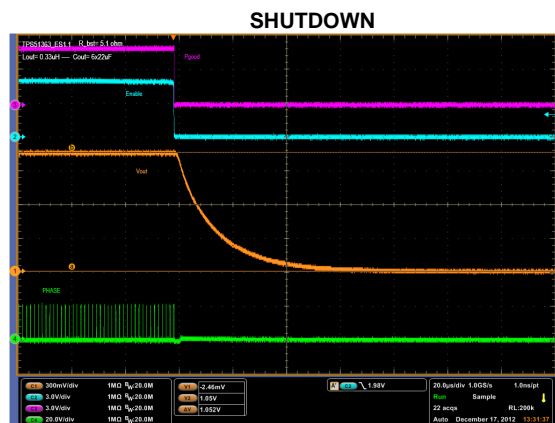 SHUTDOWN
TPS51363_ES1.1 R_bst= 5.1 ohm
Lout= 0.33uH --- Cout= 6x22uF
Pgood
Enable
Vout
PHASE
C1 300mV/div 1MΩ BW:20.0M
C2 3.0V/div 1MΩ BW:20.0M
C3 3.0V/div 1MΩ BW:20.0M
C4 20.0V/div 1MΩ BW:20.0M
V1 -2.46mV
V2 1.05V
ΔV 1.052V
A' C2 1.98V
20.0µs/div 1.0GS/s 1.0ns/pt
Run Sample
22 acqs RL:200k
Auto December 17, 2012 13:31:37